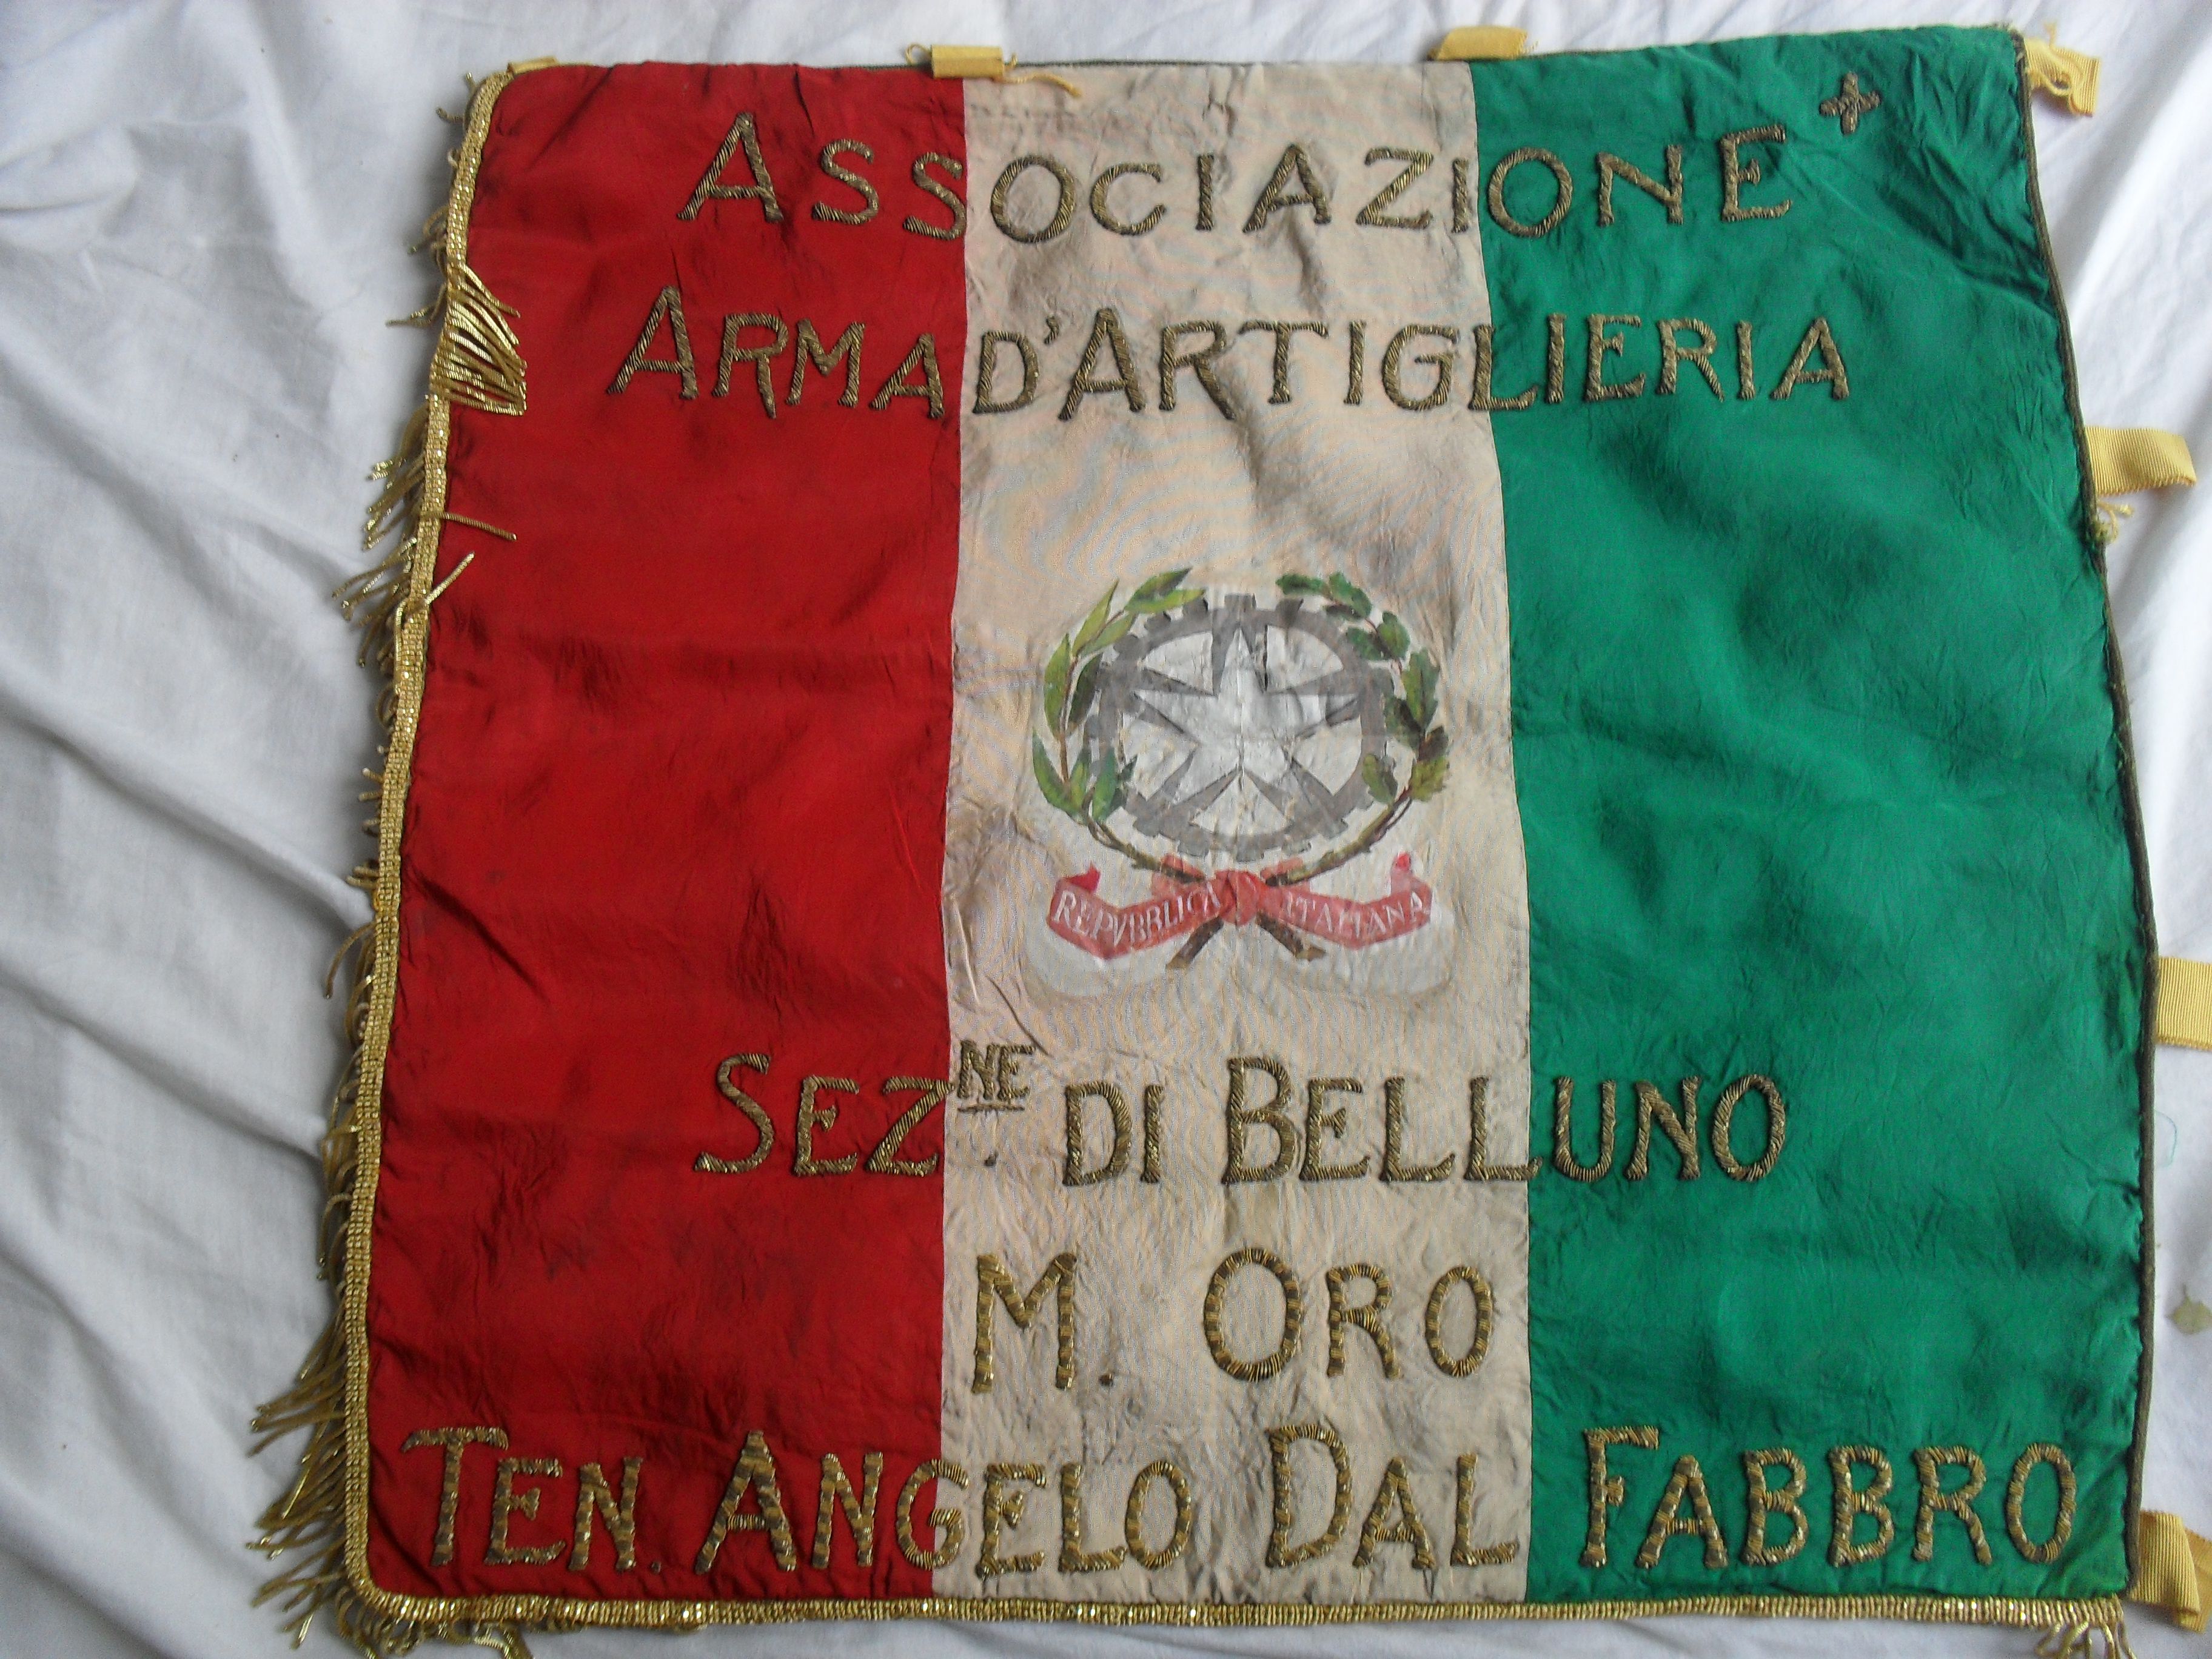 ASSOCIAZIONE
ARMA D'ARTIGLIERIA
REPVBBLICA ITALIANA
SEZNE. DI BELLUNO
M. ORO
TEN. ANGELO DAL FABBRO